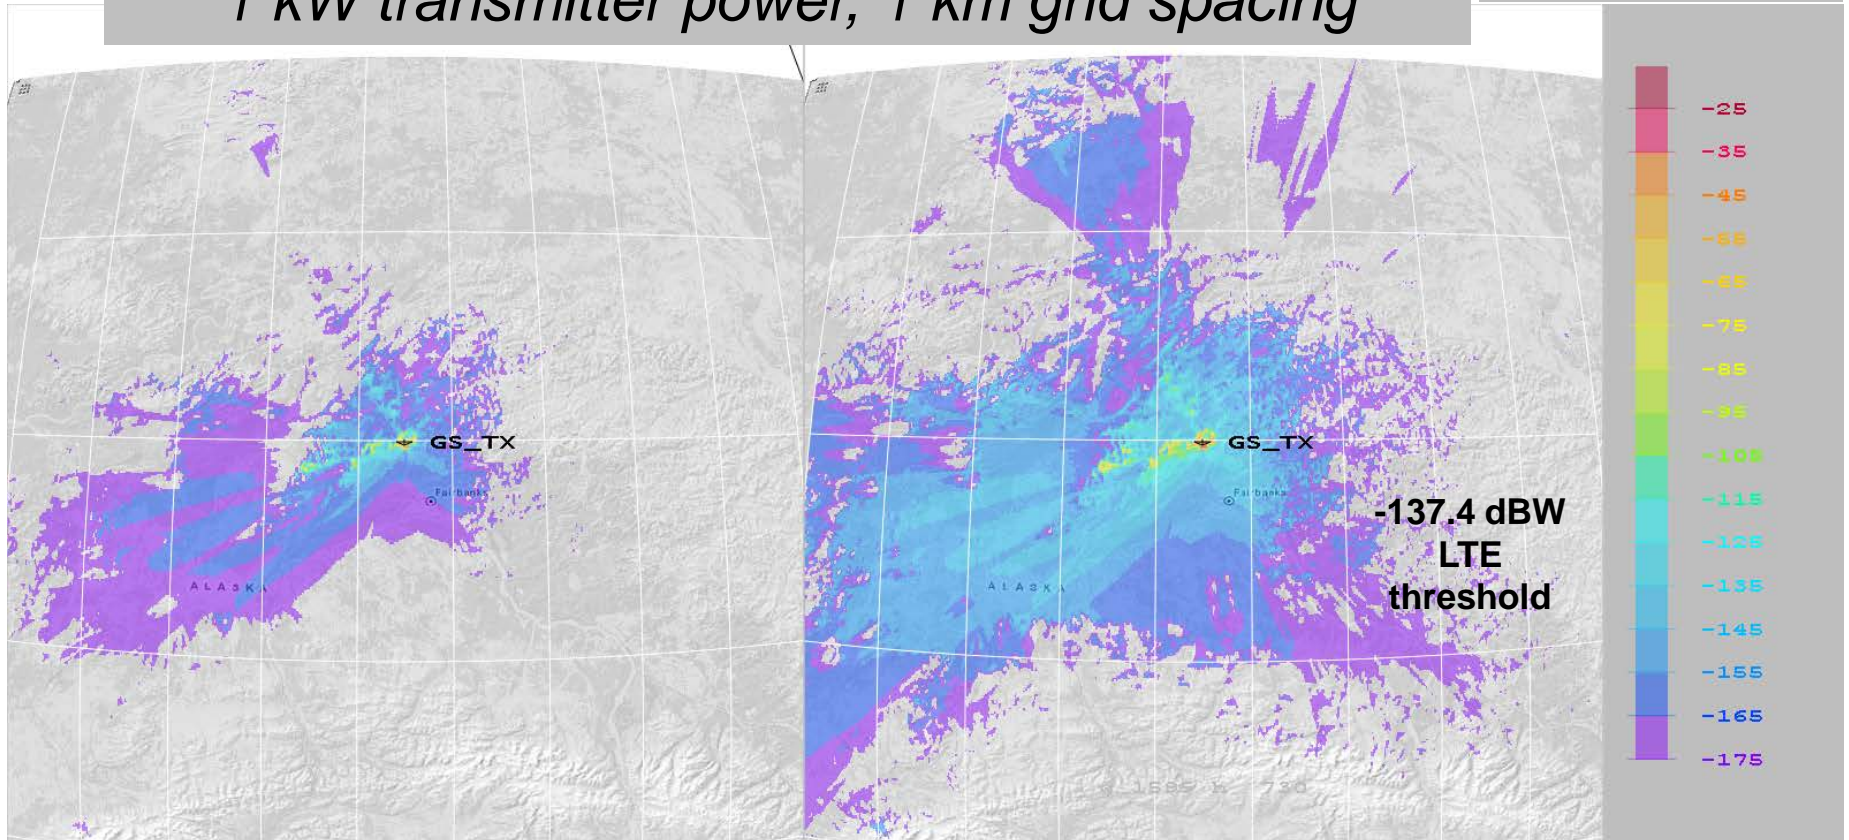 1 kW transmitter power, 1 km grid spacing
GS_TX
Fairbanks
ALASKA
GS_TX
Fairbanks
ALASKA
-137.4 dBW
LTE
threshold
-25
-35
-45
-55
-65
-75
-85
-95
-105
-115
-125
-135
-145
-155
-165
-175